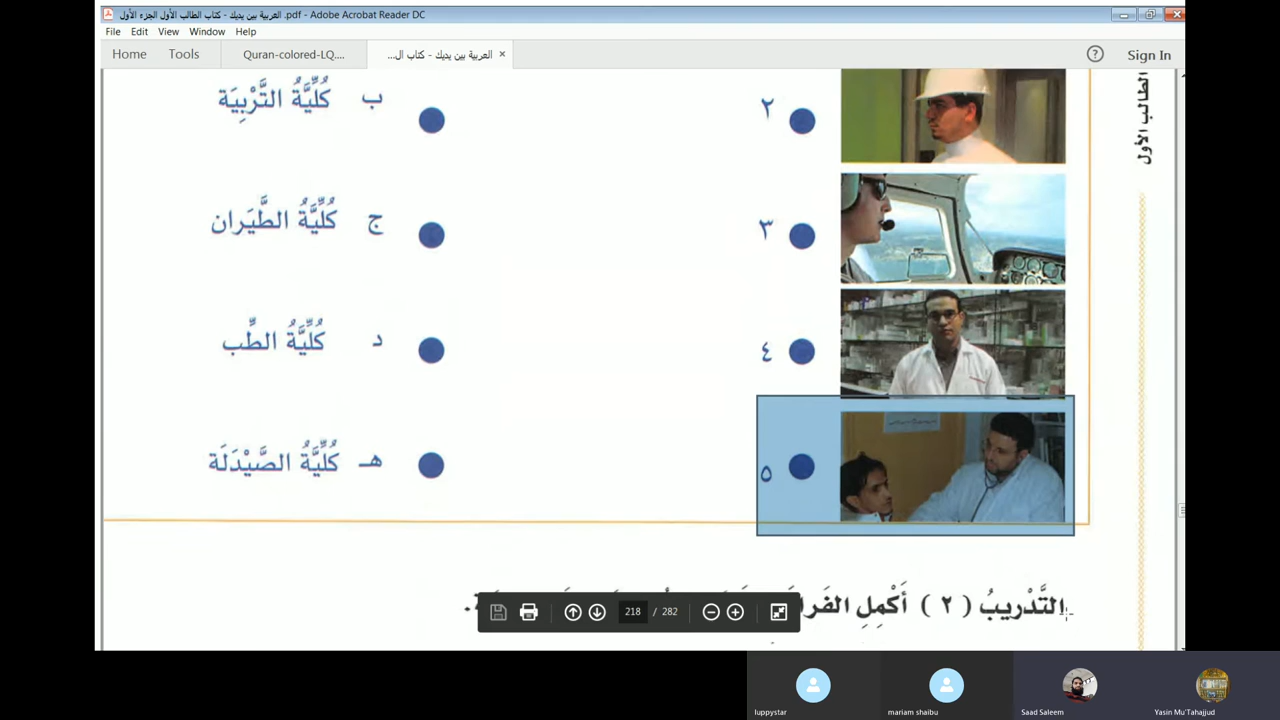 العربية بين يديك - كتاب الطالب الأول الجزء الأول .pdf - Adobe Acrobat Reader DC
File Edit View Window Help
Home Tools Quran-colored-LQ.... العربية بين يديك - كتاب ال... × ? Sign In
الطالب الأول
٢ ب كُلِّيَّةُ التَّرْبِيَة
٣ ج كُلِّيَّةُ الطَّيَران
٤ د كُلِّيَّةُ الطِّب
٥ هـ كُلِّيَّةُ الصَّيْدَلَة
التَّدْرِيبُ ( ٢ ) أَكْمِلِ
218 / 282
luppystar mariam shaibu Saad Saleem Yasin Mu'Tahajjud